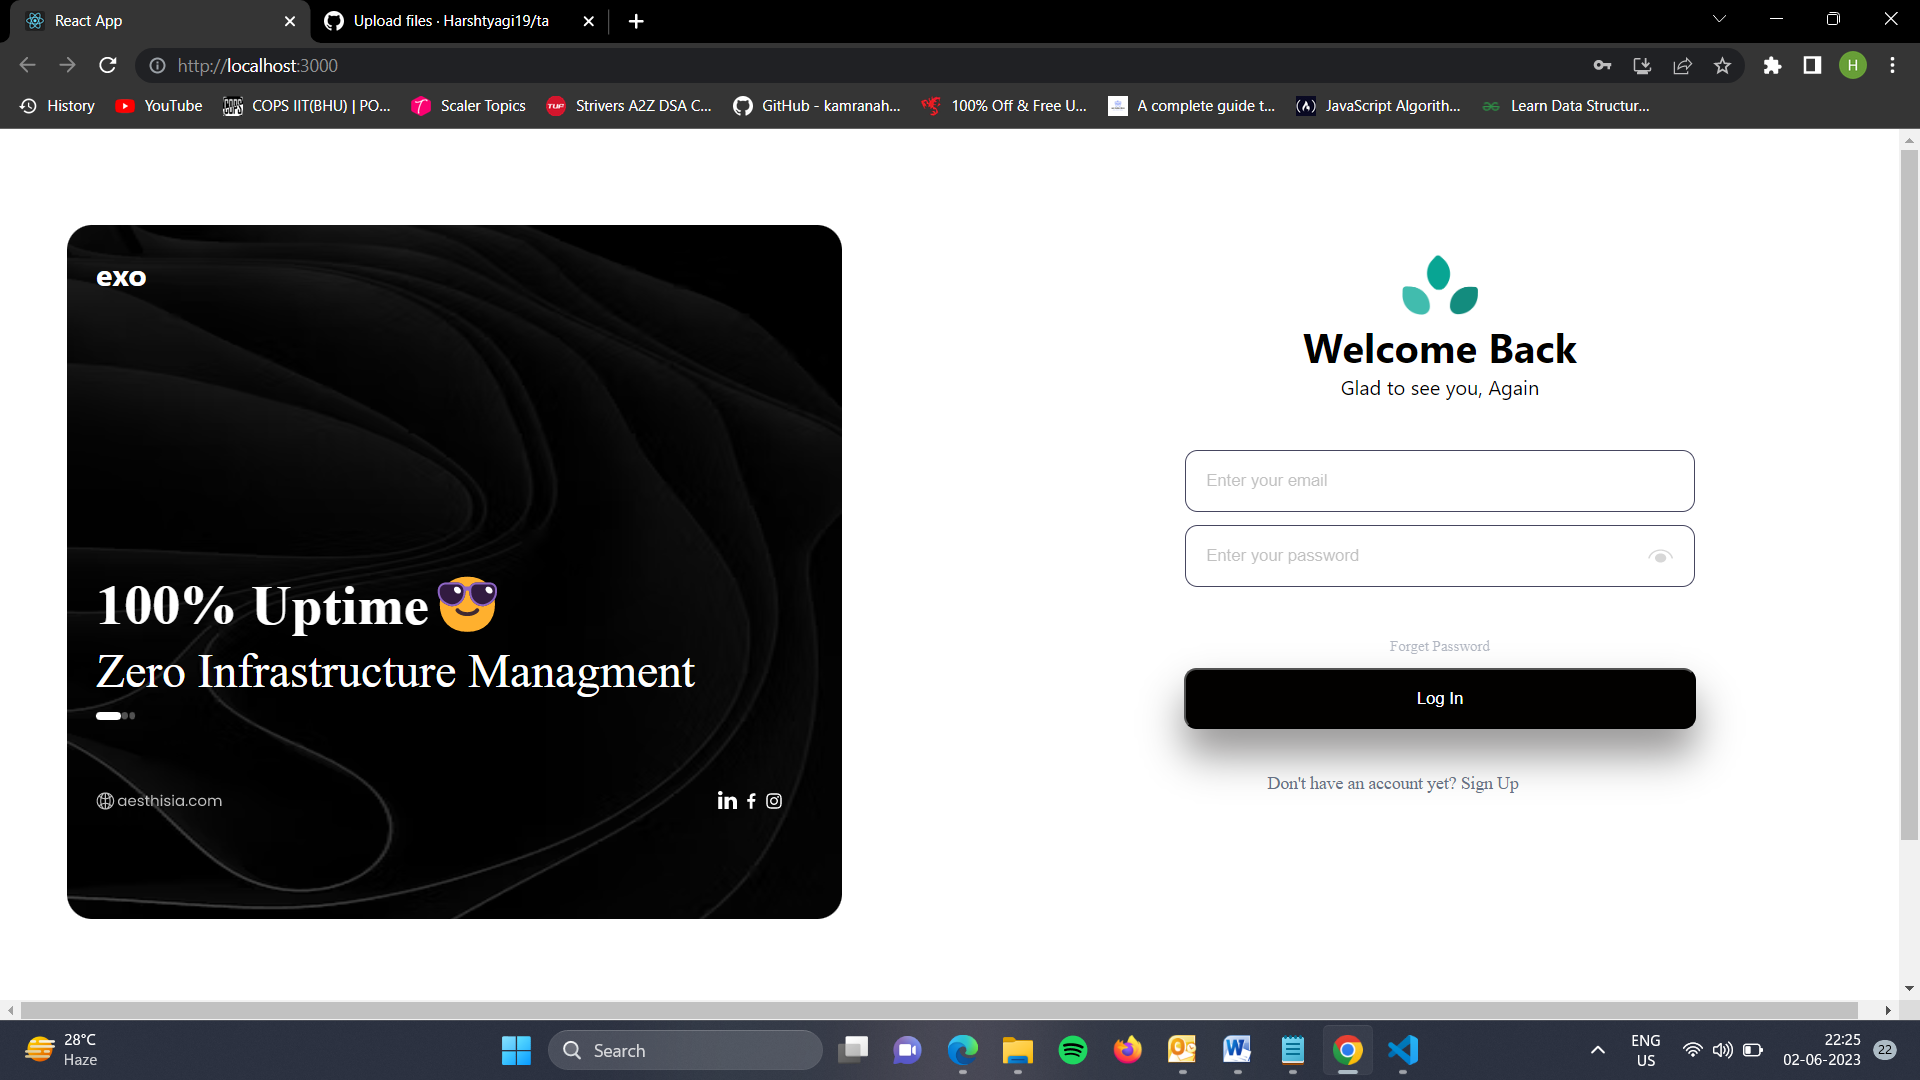 React App
Upload files · Harshtyagi19/ta
http://localhost:3000
H
History
YouTube
COPS IIT(BHU) | PO...
Scaler Topics
TUF
Strivers A2Z DSA C...
GitHub - kamranah...
100% Off & Free U...
A complete guide t...
JavaScript Algorith...
Learn Data Structur...
exo
100% Uptime😎
Zero Infrastructure Managment
aesthisia.com
in f
Welcome Back
Glad to see you, Again
Enter your email
Enter your password
Forget Password
Log In
Don't have an account yet? Sign Up
28°C
Haze
Search
ENG
US
22:25
02-06-2023
22